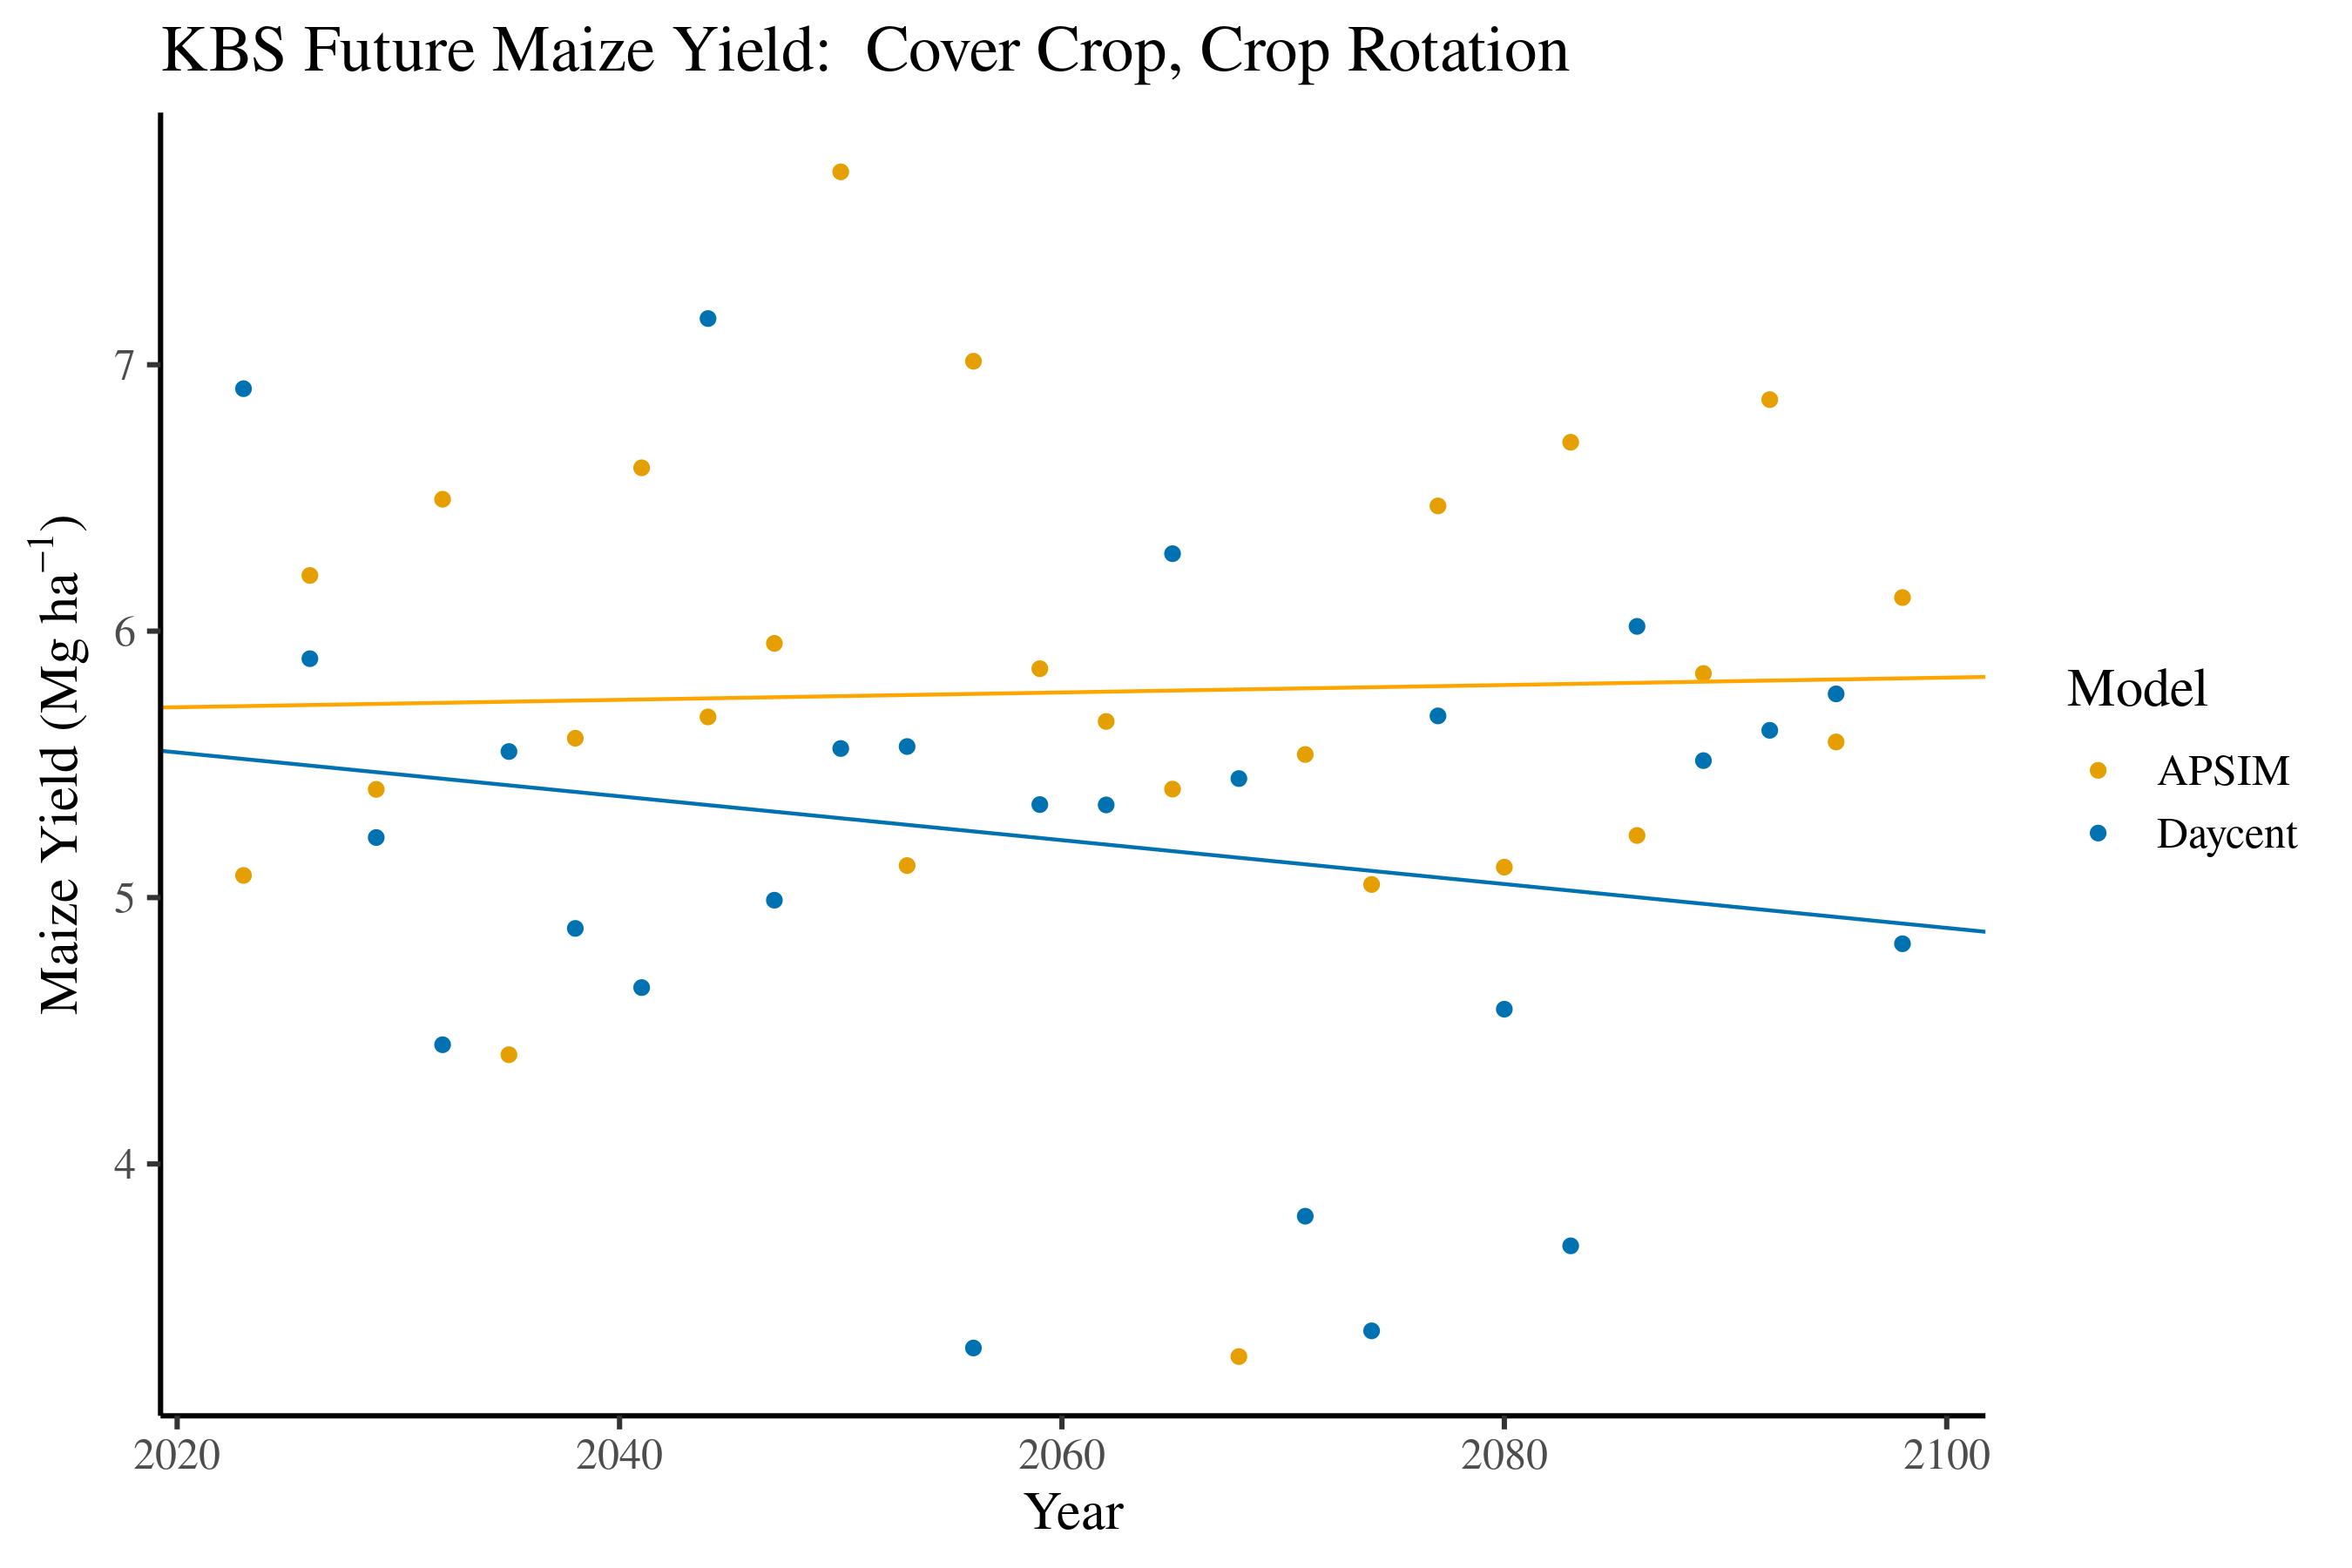 KBS Future Maize Yield:  Cover Crop, Crop Rotation
Maize Yield (Mg ha⁻¹)
7
6
5
4
2020 2040 2060 2080 2100
Year
Model
APSIM
Daycent